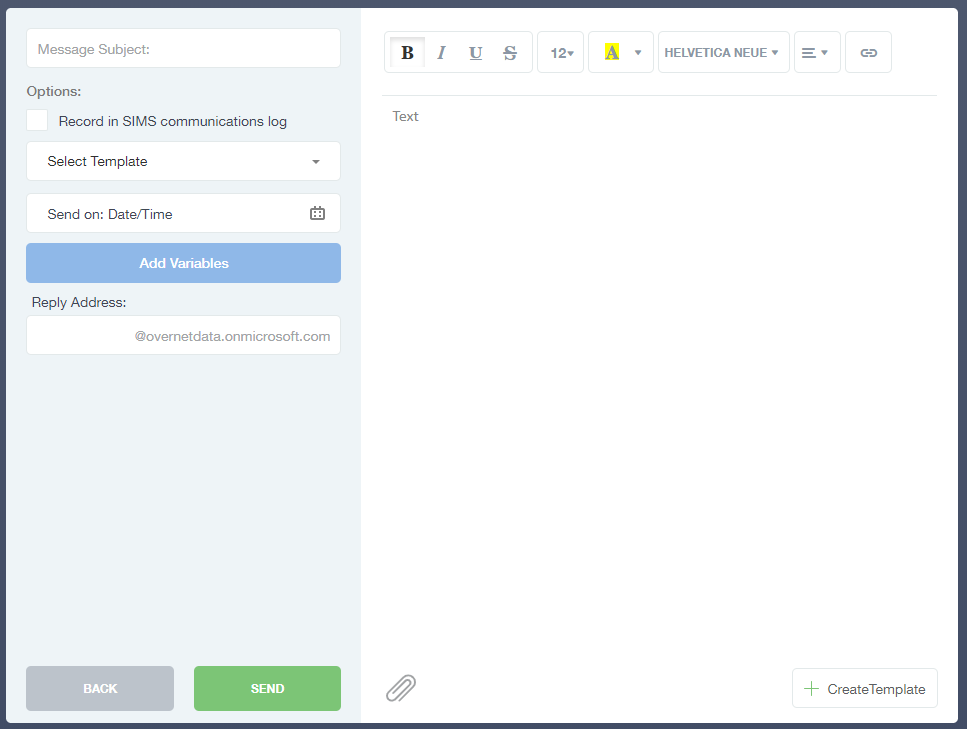 Message Subject:
Options:
Record in SIMS communications log
Select Template
Send on: Date/Time
Add Variables
Reply Address:
@overnetdata.onmicrosoft.com
BACK
SEND
B I U S 12 A HELVETICA NEUE
Text
CreateTemplate